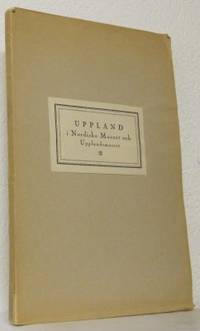 UPPLAND
i Nordiska Museet och
Upplandsmuseet